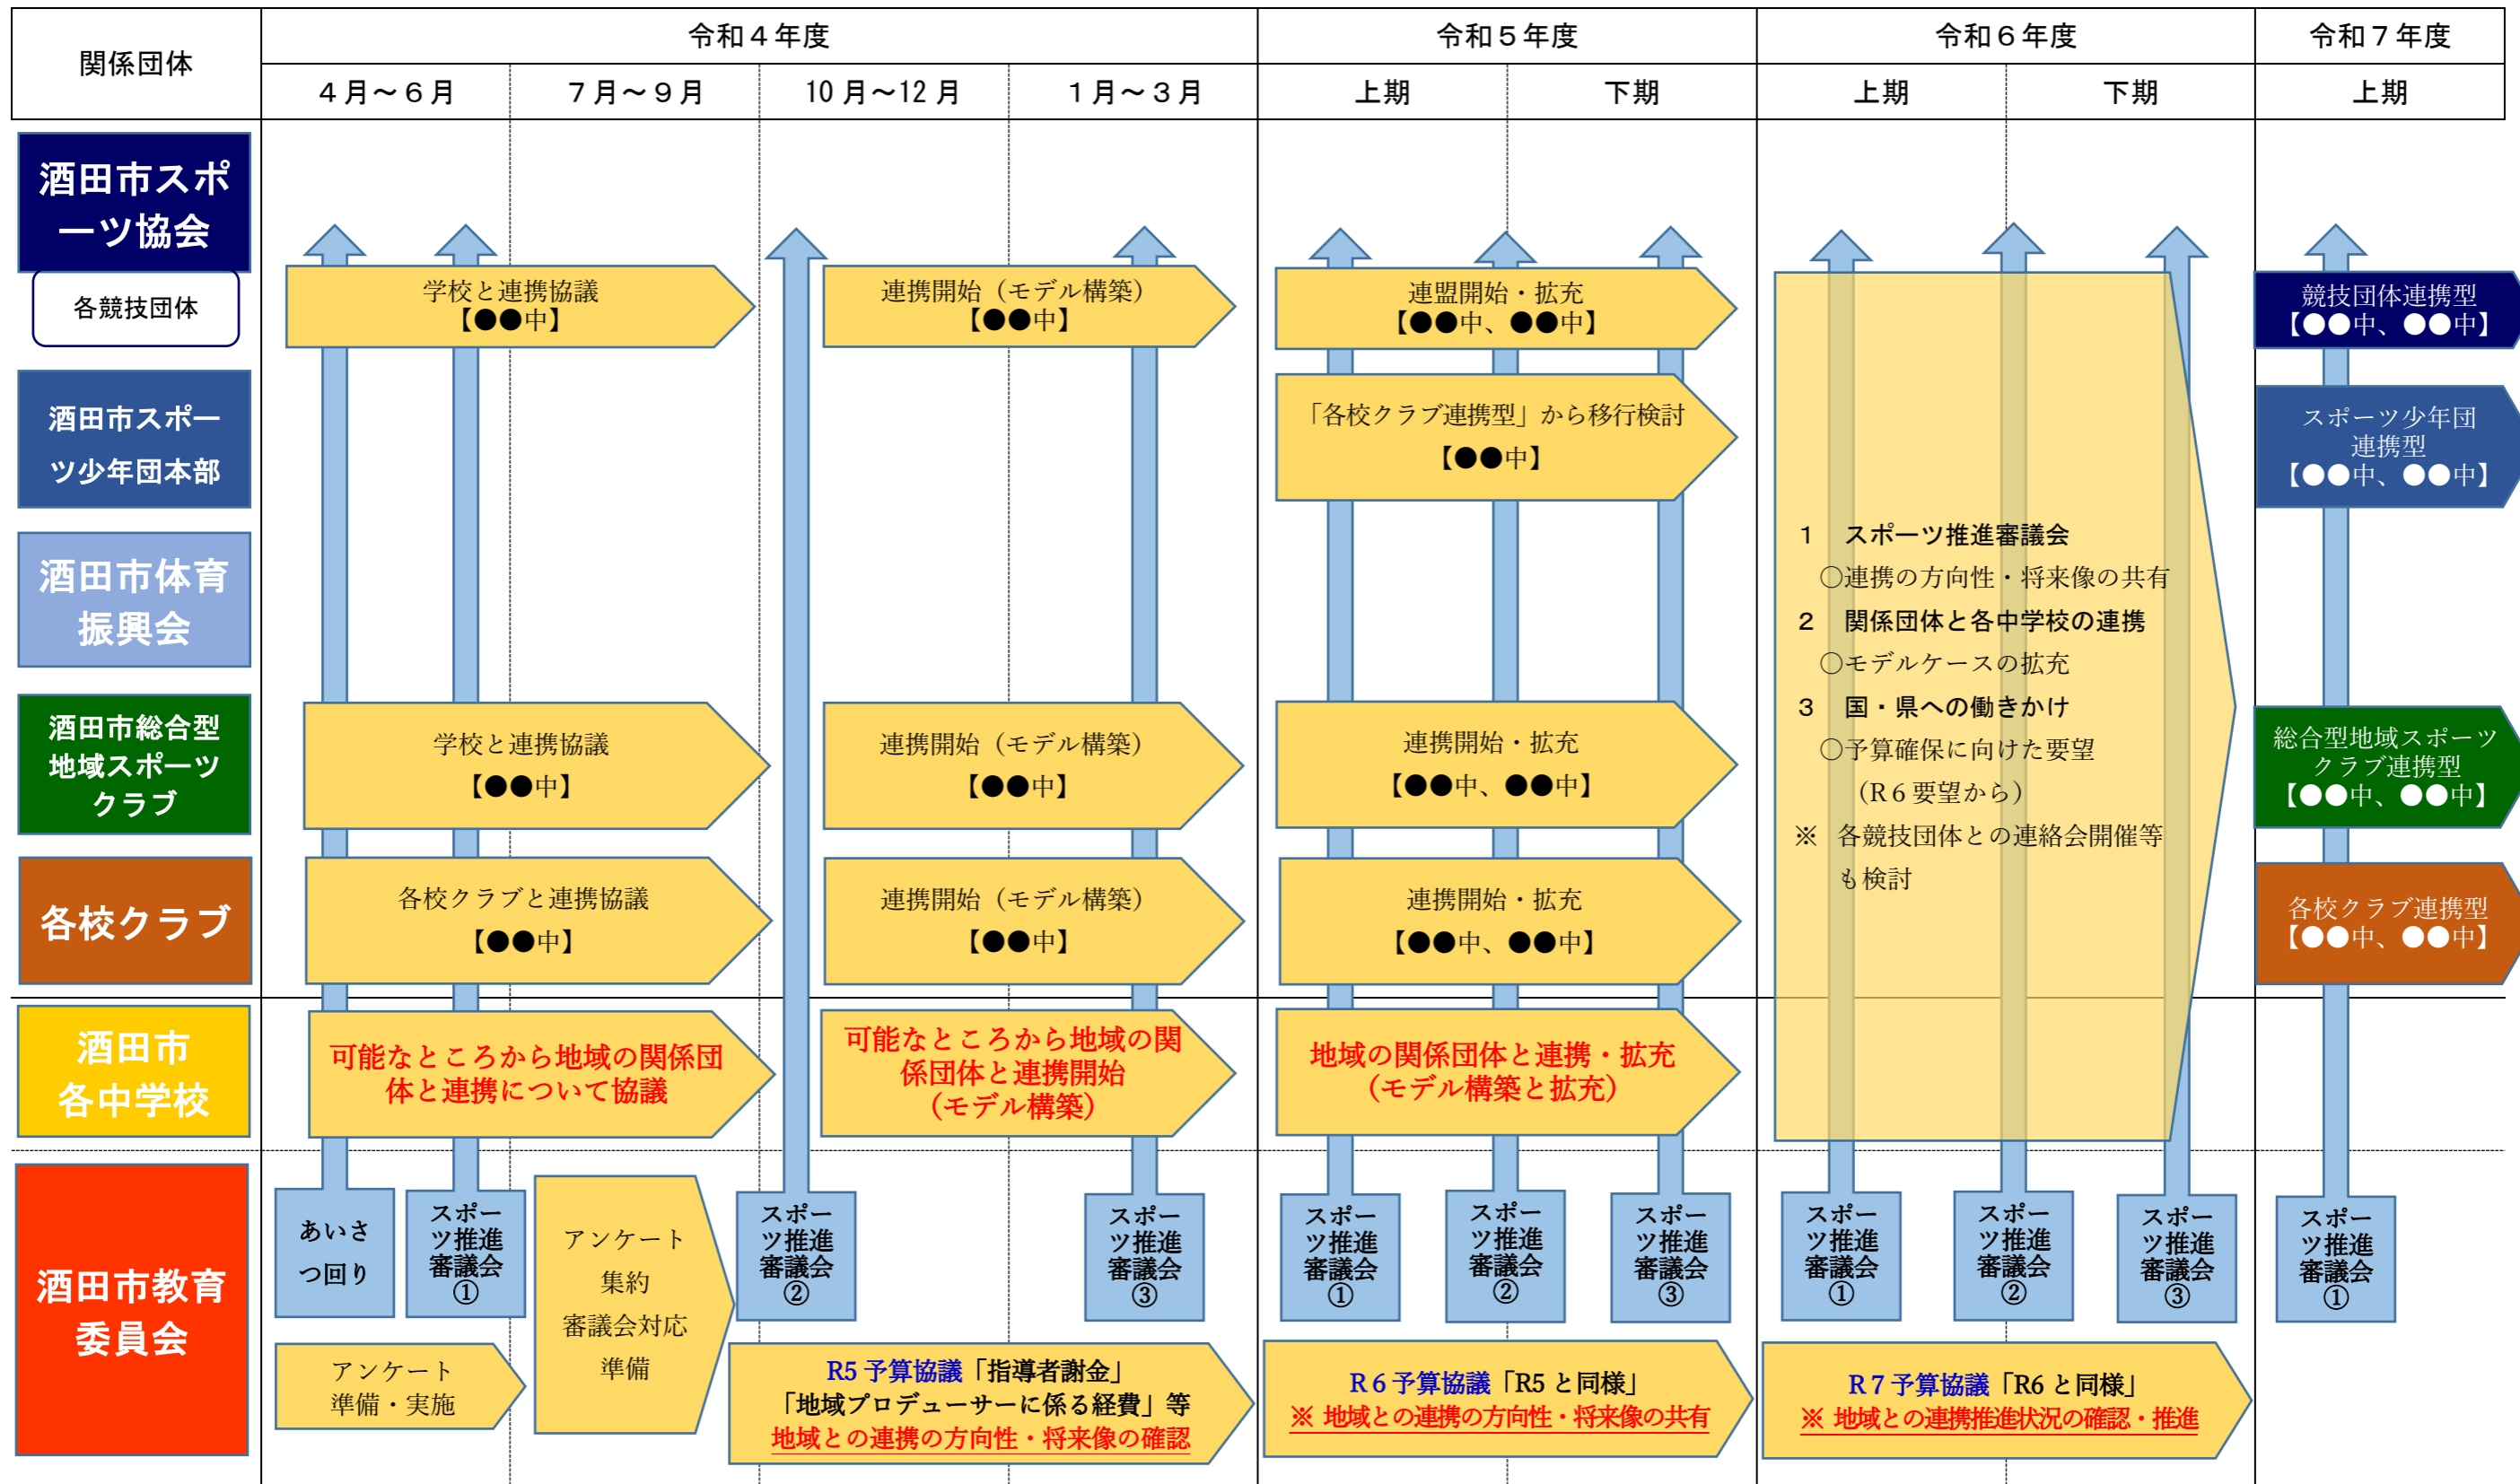 関係団体
令和４年度
令和５年度
令和６年度
令和７年度
４月～６月
７月～９月
10 月～12 月
１月～３月
上期
下期
上期
下期
上期
酒田市スポ
ーツ協会
各競技団体
学校と連携協議
【●●中】
連携開始（モデル構築）
【●●中】
連盟開始・拡充
【●●中、●●中】
競技団体連携型
【●●中、●●中】
酒田市スポー
ツ少年団本部
「各校クラブ連携型」から移行検討
【●●中】
スポーツ少年団
連携型
【●●中、●●中】
酒田市体育
振興会
１　スポーツ推進審議会
○連携の方向性・将来像の共有
２　関係団体と各中学校の連携
○モデルケースの拡充
３　国・県への働きかけ
○予算確保に向けた要望
（R６要望から）
※ 各競技団体との連絡会開催等
も検討
酒田市総合型
地域スポーツ
クラブ
学校と連携協議
【●●中】
連携開始（モデル構築）
【●●中】
連携開始・拡充
【●●中、●●中】
総合型地域スポーツ
クラブ連携型
【●●中、●●中】
各校クラブ
各校クラブと連携協議
【●●中】
連携開始（モデル構築）
【●●中】
連携開始・拡充
【●●中、●●中】
各校クラブ連携型
【●●中、●●中】
酒田市
各中学校
可能なところから地域の関係団
体と連携について協議
可能なところから地域の関
係団体と連携開始
（モデル構築）
地域の関係団体と連携・拡充
（モデル構築と拡充）
酒田市教育
委員会
あいさ
つ回り
スポー
ツ推進
審議会
①
アンケート
集約
審議会対応
準備
スポー
ツ推進
審議会
②
スポー
ツ推進
審議会
③
スポー
ツ推進
審議会
①
スポー
ツ推進
審議会
②
スポー
ツ推進
審議会
③
スポー
ツ推進
審議会
①
スポー
ツ推進
審議会
②
スポー
ツ推進
審議会
③
スポー
ツ推進
審議会
①
アンケート
準備・実施
R5 予算協議「指導者謝金」
「地域プロデューサーに係る経費」等
地域との連携の方向性・将来像の確認
R６予算協議「R5 と同様」
※ 地域との連携の方向性・将来像の共有
R７予算協議「R6 と同様」
※ 地域との連携推進状況の確認・推進